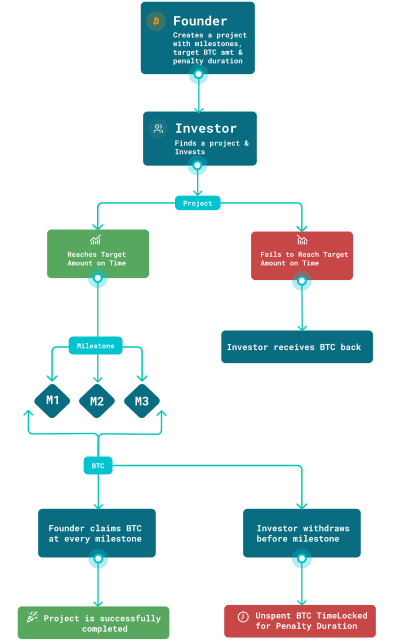 Founder
Creates a project
with milestones,
target BTC amt &
penalty duration
Investor
Finds a project &
Invests
Project
Reaches Target
Amount on Time
Fails to Reach Target
Amount on Time
Investor receives BTC back
Milestone
M1
M2
M3
BTC
Founder claims BTC
at every milestone
Investor withdraws
before milestone
Project is successfully
completed
Unspent BTC TimeLocked
for Penalty Duration